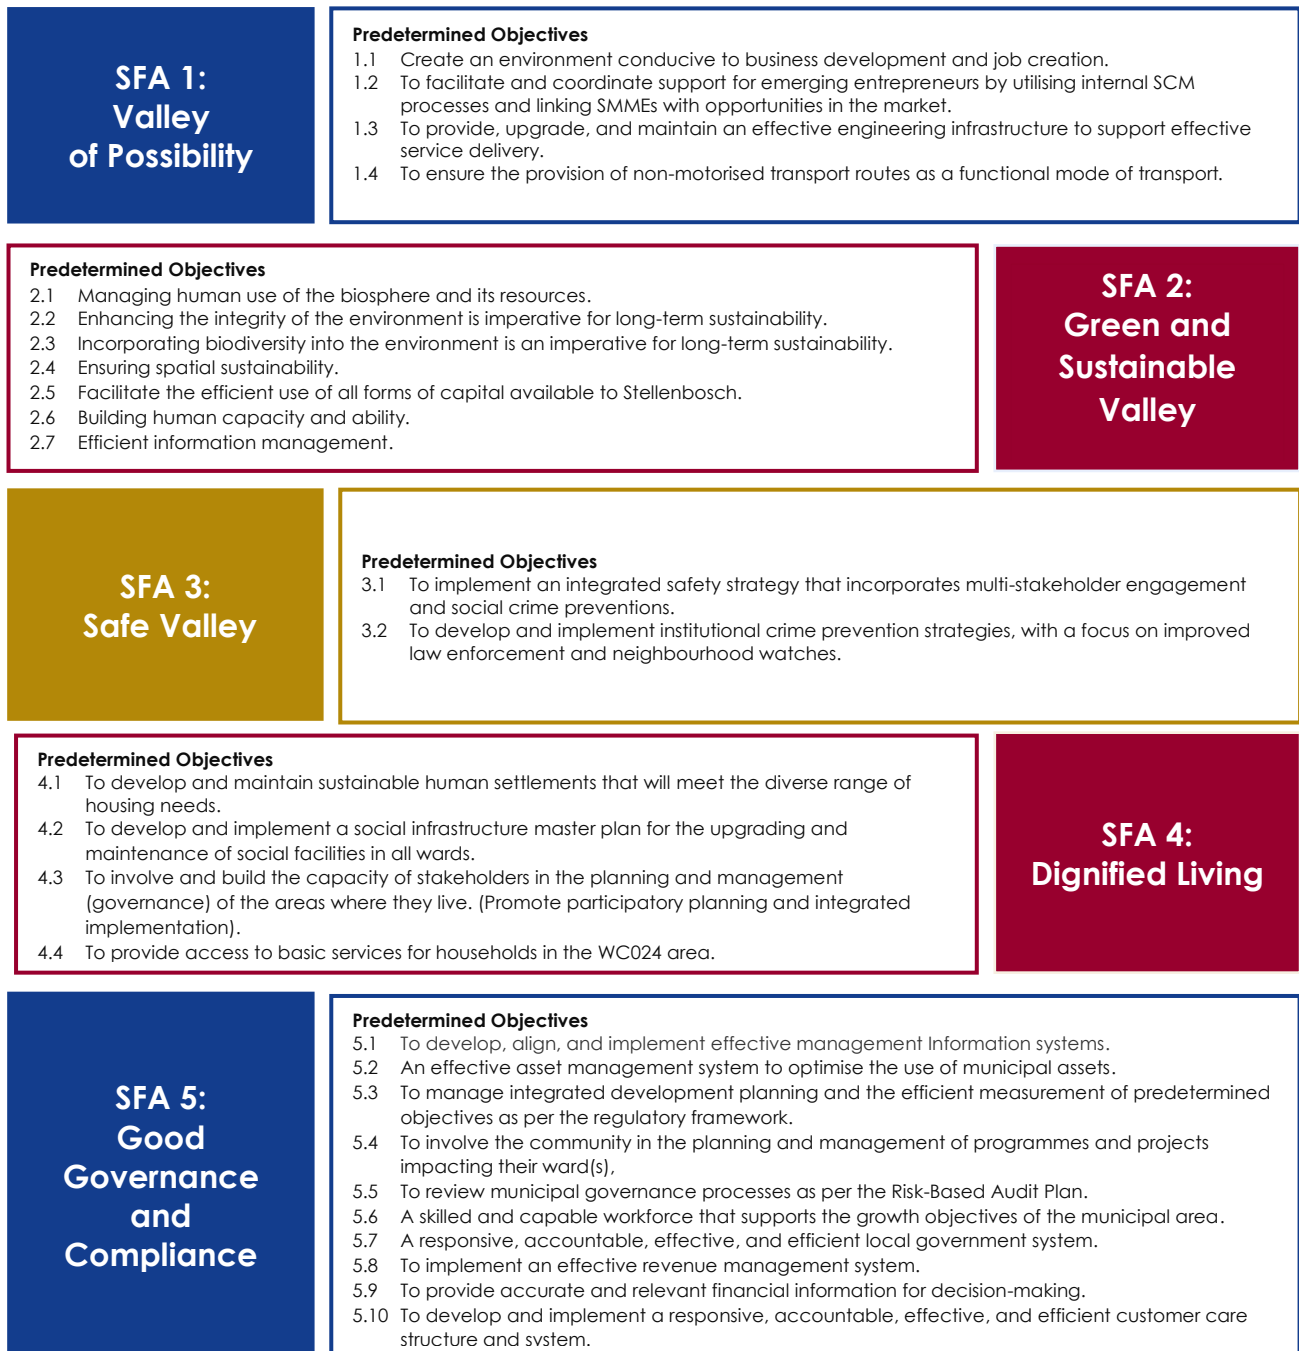 SFA 1:
Valley
of Possibility
Predetermined Objectives
1.1 Create an environment conducive to business development and job creation.
1.2 To facilitate and coordinate support for emerging entrepreneurs by utilising internal SCM
processes and linking SMMEs with opportunities in the market.
1.3 To provide, upgrade, and maintain an effective engineering infrastructure to support effective
service delivery.
1.4 To ensure the provision of non-motorised transport routes as a functional mode of transport.
Predetermined Objectives
2.1 Managing human use of the biosphere and its resources.
2.2 Enhancing the integrity of the environment is imperative for long-term sustainability.
2.3 Incorporating biodiversity into the environment is an imperative for long-term sustainability.
2.4 Ensuring spatial sustainability.
2.5 Facilitate the efficient use of all forms of capital available to Stellenbosch.
2.6 Building human capacity and ability.
2.7 Efficient information management.
SFA 2:
Green and
Sustainable
Valley
SFA 3:
Safe Valley
Predetermined Objectives
3.1 To implement an integrated safety strategy that incorporates multi-stakeholder engagement
and social crime preventions.
3.2 To develop and implement institutional crime prevention strategies, with a focus on improved
law enforcement and neighbourhood watches.
Predetermined Objectives
4.1 To develop and maintain sustainable human settlements that will meet the diverse range of
housing needs.
4.2 To develop and implement a social infrastructure master plan for the upgrading and
maintenance of social facilities in all wards.
4.3 To involve and build the capacity of stakeholders in the planning and management
(governance) of the areas where they live. (Promote participatory planning and integrated
implementation).
4.4 To provide access to basic services for households in the WC024 area.
SFA 4:
Dignified Living
SFA 5:
Good
Governance
and
Compliance
Predetermined Objectives
5.1 To develop, align, and implement effective management Information systems.
5.2 An effective asset management system to optimise the use of municipal assets.
5.3 To manage integrated development planning and the efficient measurement of predetermined
objectives as per the regulatory framework.
5.4 To involve the community in the planning and management of programmes and projects
impacting their ward(s),
5.5 To review municipal governance processes as per the Risk-Based Audit Plan.
5.6 A skilled and capable workforce that supports the growth objectives of the municipal area.
5.7 A responsive, accountable, effective, and efficient local government system.
5.8 To implement an effective revenue management system.
5.9 To provide accurate and relevant financial information for decision-making.
5.10 To develop and implement a responsive, accountable, effective, and efficient customer care
structure and system.